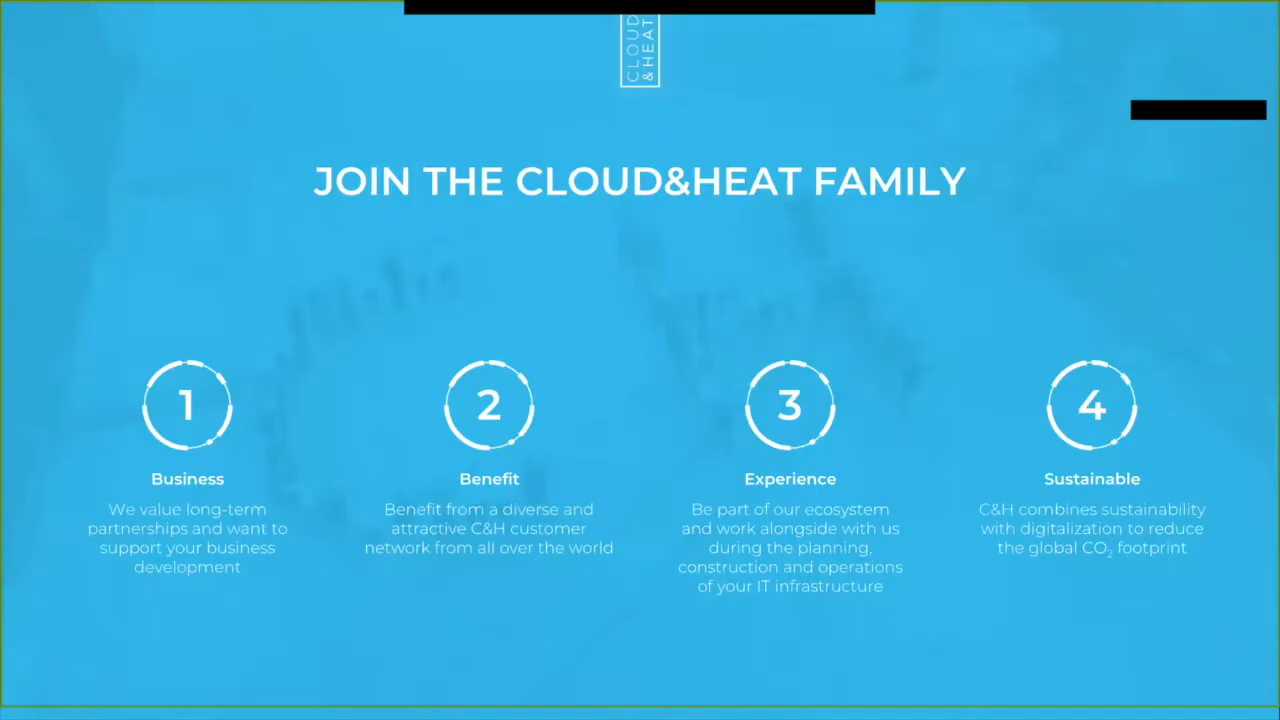 CLOUD
&HEAT
JOIN THE CLOUD&HEAT FAMILY
1
Business
We value long-term
partnerships and want to
support your business
development
2
Benefit
Benefit from a diverse and
attractive C&H customer
network from all over the world
3
Experience
Be part of our ecosystem
and work alongside with us
during the planning,
construction and operations
of your IT infrastructure
4
Sustainable
C&H combines sustainability
with digitalization to reduce
the global CO₂ footprint